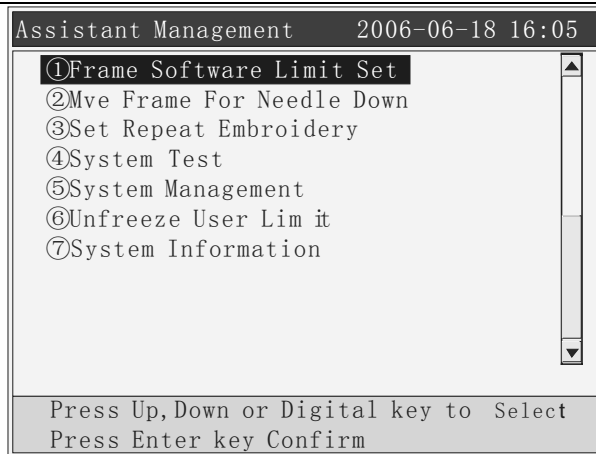 Assistant Management 2006-06-18 16:05
①Frame Software Limit Set
②Mve Frame For Needle Down
③Set Repeat Embroidery
④System Test
⑤System Management
⑥Unfreeze User Lim it
⑦System Information
Press Up,Down or Digital key to Select
Press Enter key Confirm